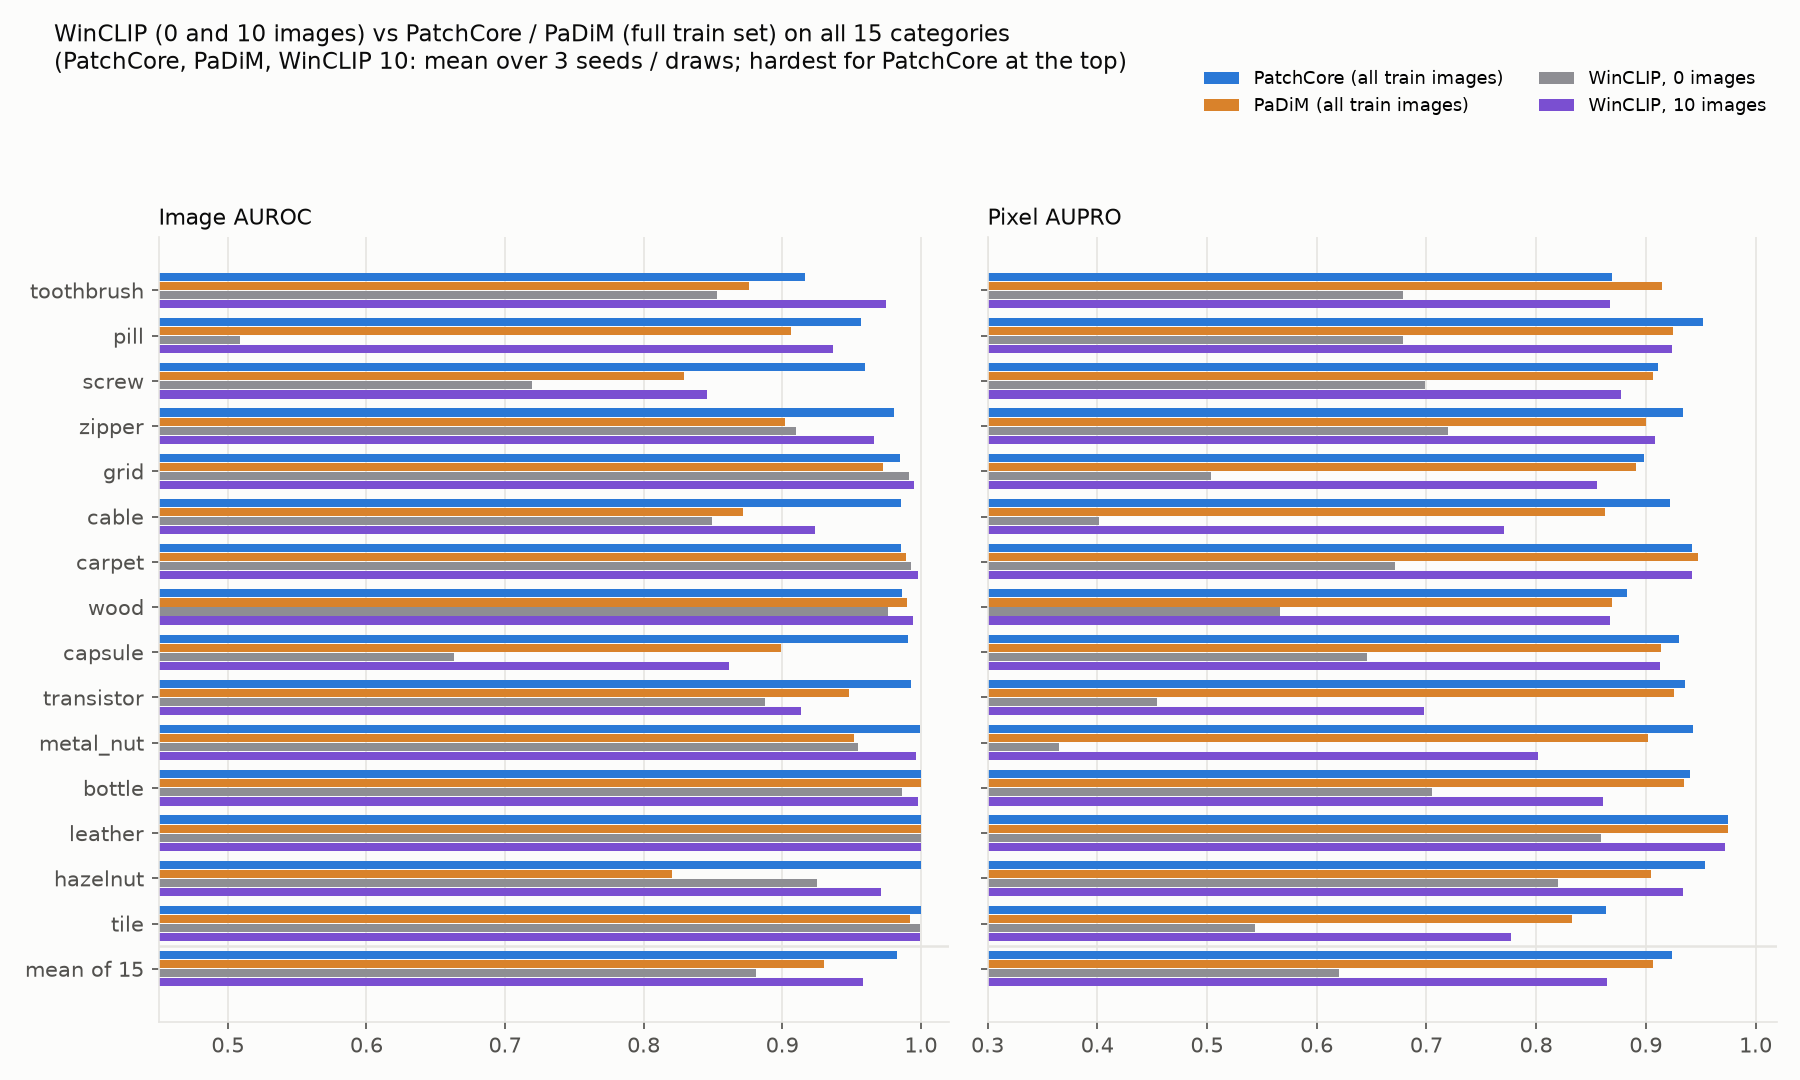 WinCLIP (0 and 10 images) vs PatchCore / PaDiM (full train set) on all 15 categories
(PatchCore, PaDiM, WinCLIP 10: mean over 3 seeds / draws; hardest for PatchCore at the top)
PatchCore (all train images)
PaDiM (all train images)
WinCLIP, 0 images
WinCLIP, 10 images
Image AUROC
Pixel AUPRO
toothbrush
pill
screw
zipper
grid
cable
carpet
wood
capsule
transistor
metal_nut
bottle
leather
hazelnut
tile
mean of 15
0.5 0.6 0.7 0.8 0.9 1.0
0.3 0.4 0.5 0.6 0.7 0.8 0.9 1.0